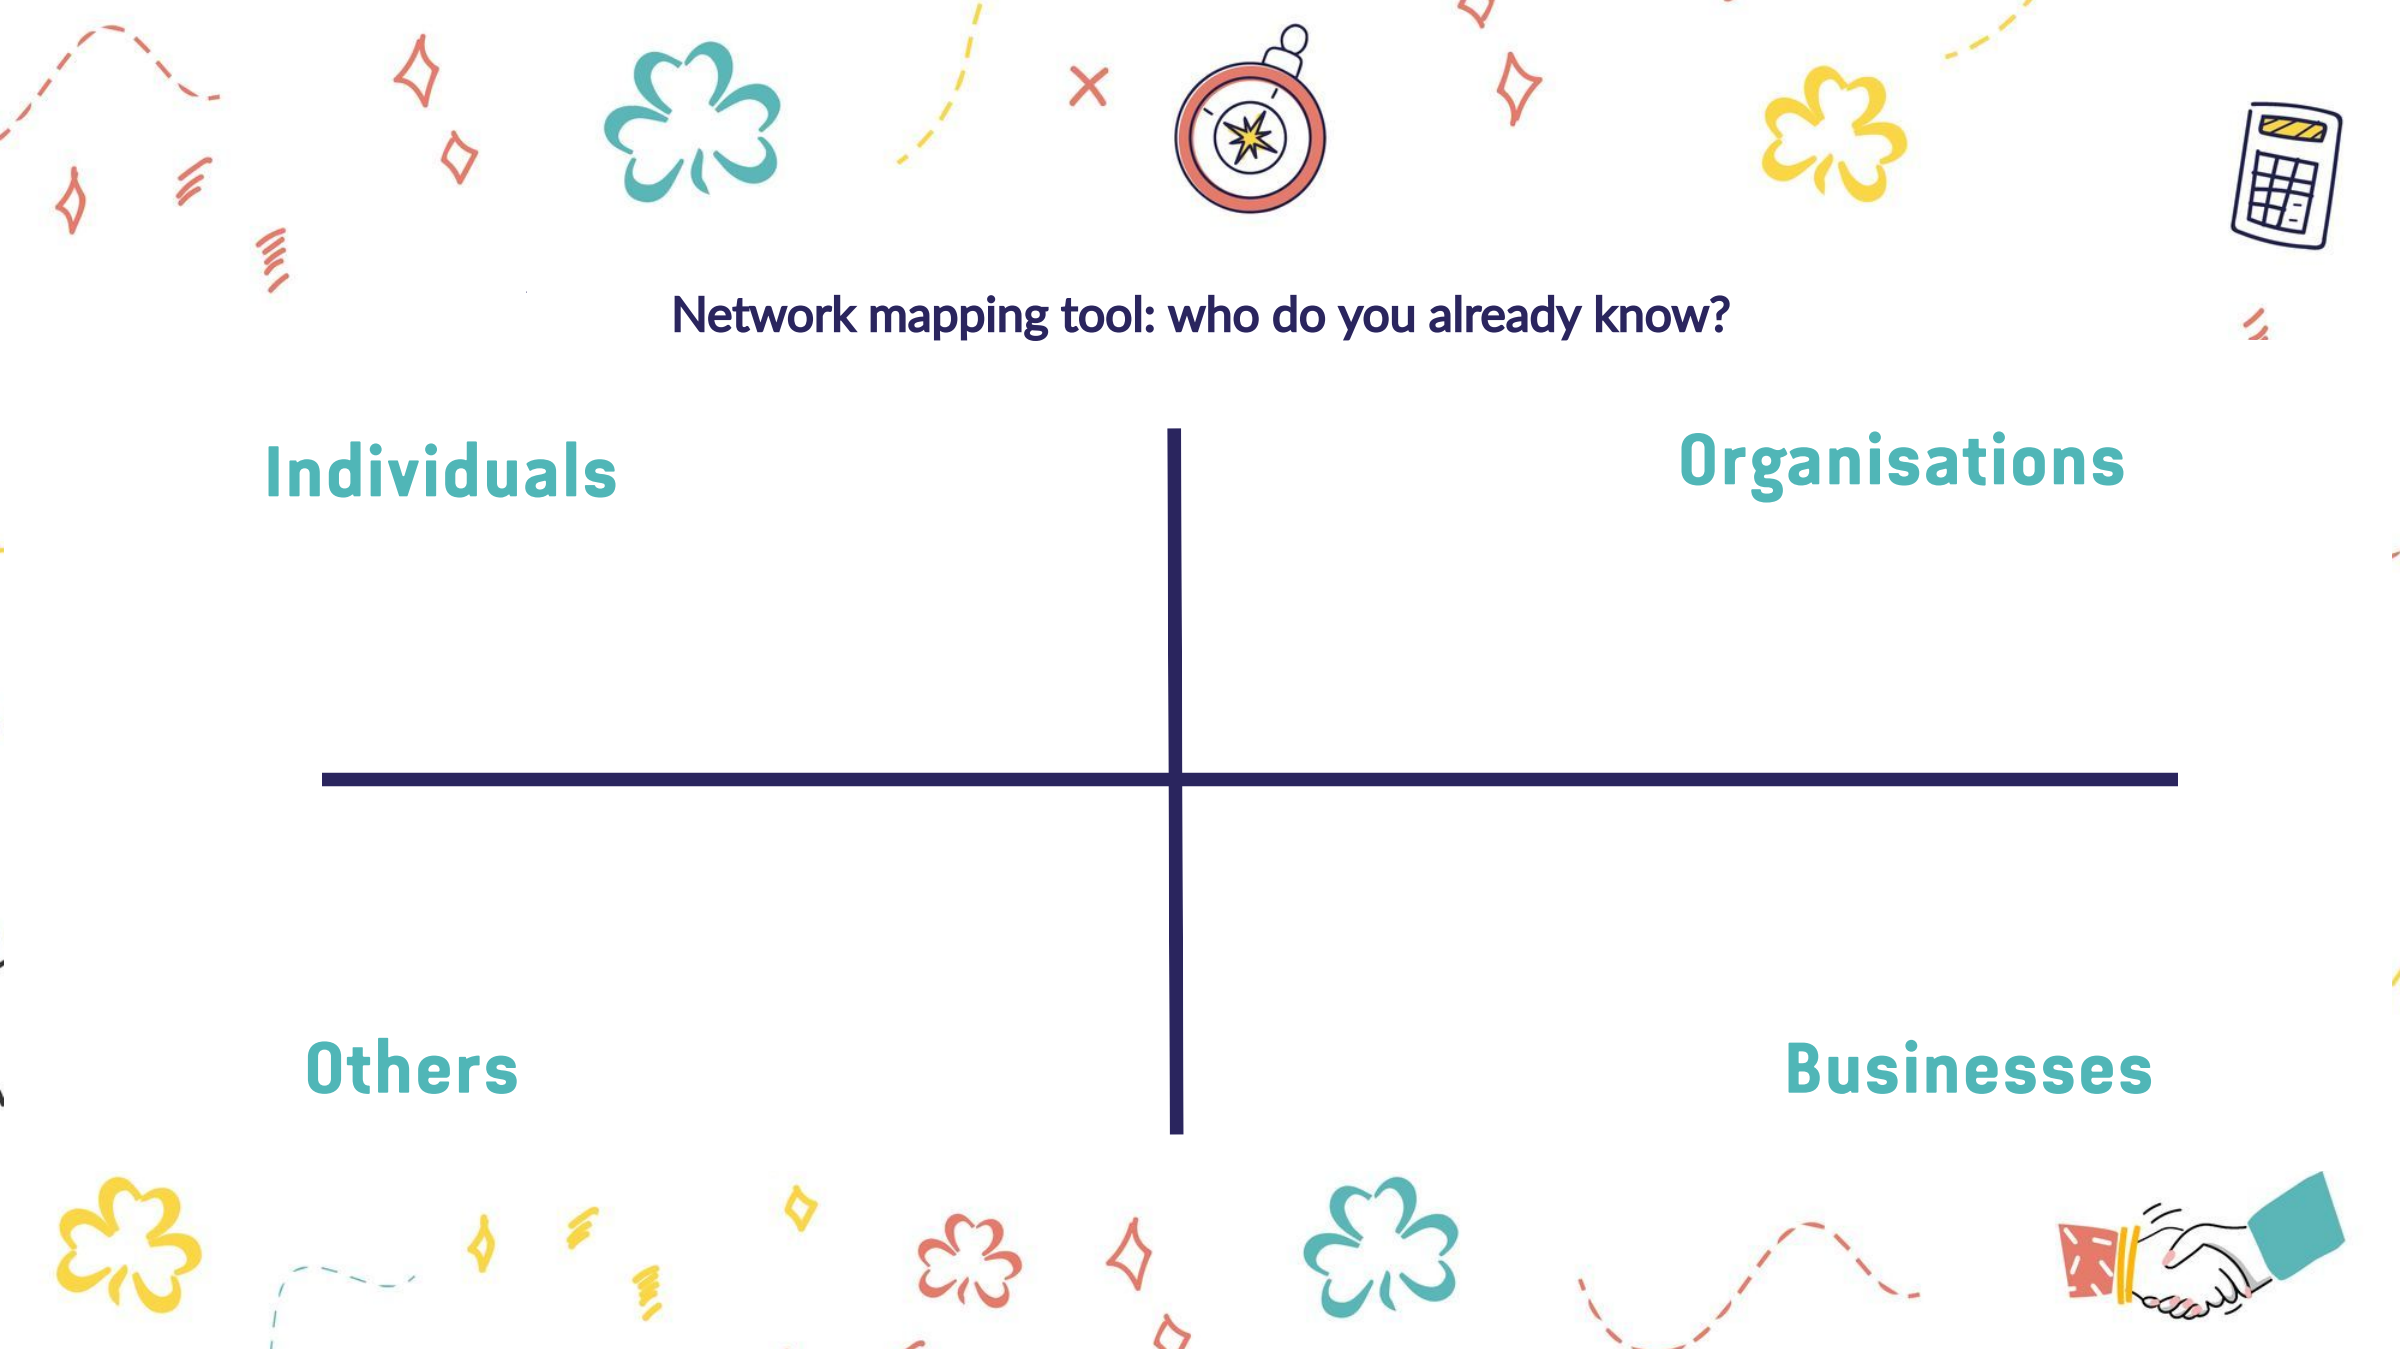 Network mapping tool: who do you already know?
Individuals
Organisations
Others
Businesses